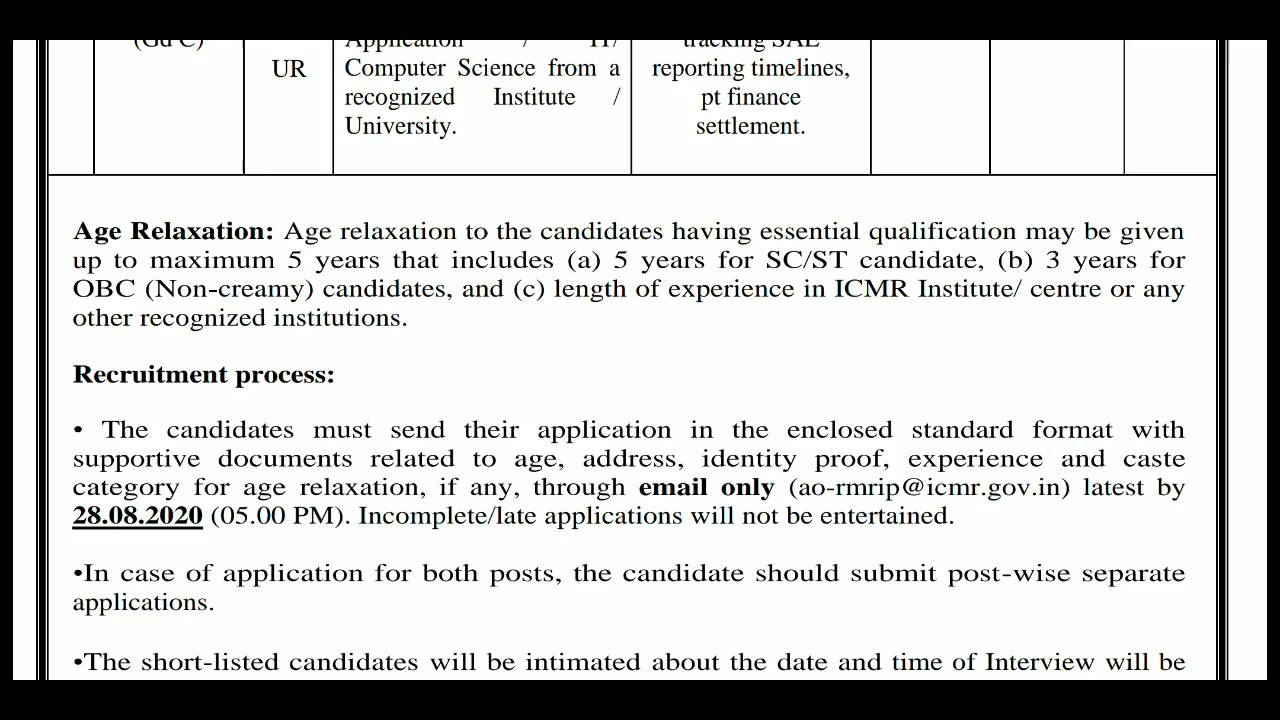 (Gd C)
UR
Application / IT/
Computer Science from a
recognized Institute /
University.
tracking SAE
reporting timelines,
pt finance
settlement.
Age Relaxation: Age relaxation to the candidates having essential qualification may be given
up to maximum 5 years that includes (a) 5 years for SC/ST candidate, (b) 3 years for
OBC (Non-creamy) candidates, and (c) length of experience in ICMR Institute/ centre or any
other recognized institutions.
Recruitment process:
• The candidates must send their application in the enclosed standard format with
supportive documents related to age, address, identity proof, experience and caste
category for age relaxation, if any, through email only (ao-rmrip@icmr.gov.in) latest by
28.08.2020 (05.00 PM). Incomplete/late applications will not be entertained.
•In case of application for both posts, the candidate should submit post-wise separate
applications.
•The short-listed candidates will be intimated about the date and time of Interview will be